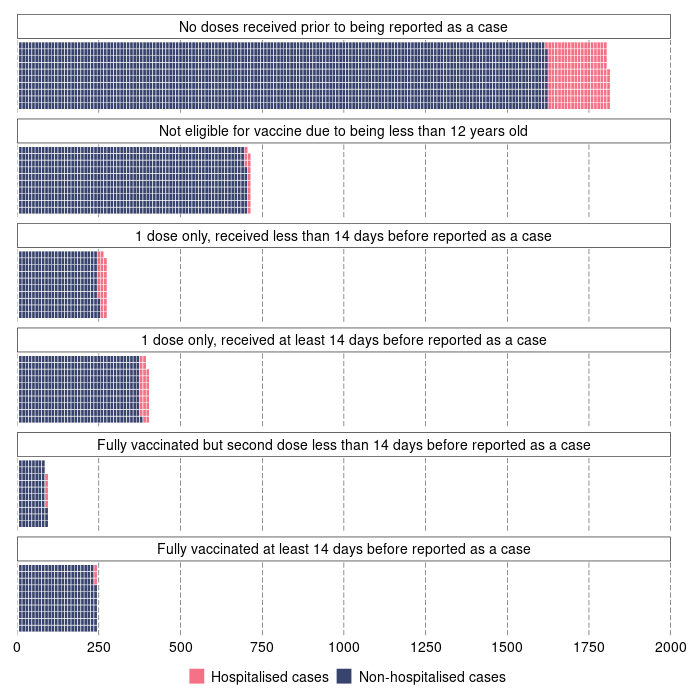 No doses received prior to being reported as a case
Not eligible for vaccine due to being less than 12 years old
1 dose only, received less than 14 days before reported as a case
1 dose only, received at least 14 days before reported as a case
Fully vaccinated but second dose less than 14 days before reported as a case
Fully vaccinated at least 14 days before reported as a case
0 250 500 750 1000 1250 1500 1750 2000
Hospitalised cases Non-hospitalised cases